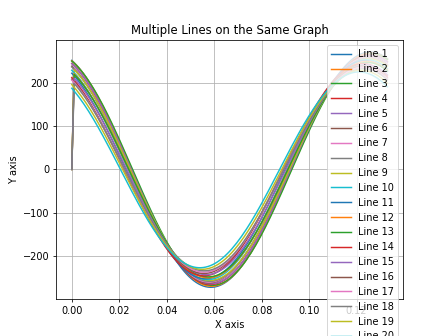 Multiple Lines on the Same Graph
Y axis
200
100
0
−100
−200
0.00
0.02
0.04
0.06
0.08
0.10
X axis
Line 1
Line 2
Line 3
Line 4
Line 5
Line 6
Line 7
Line 8
Line 9
Line 10
Line 11
Line 12
Line 13
Line 14
Line 15
Line 16
Line 17
Line 18
Line 19
Line 20